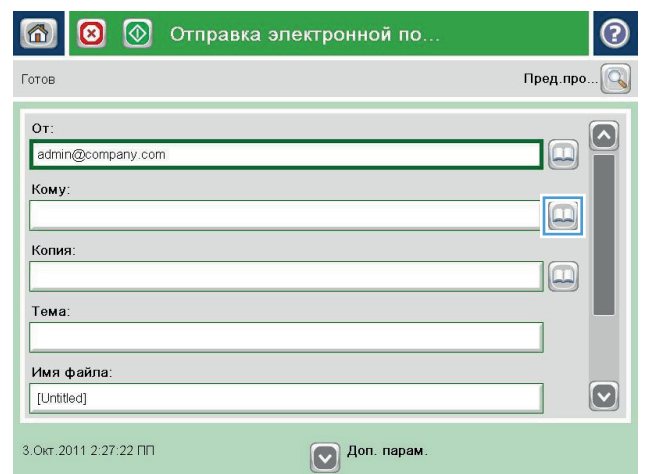 Отправка электронной по...
?
Готов
Пред.про...
От:
admin@company.com
Кому:
Копия:
Тема:
Имя файла:
[Untitled]
3.Окт.2011 2:27:22 ПП
Доп. парам.